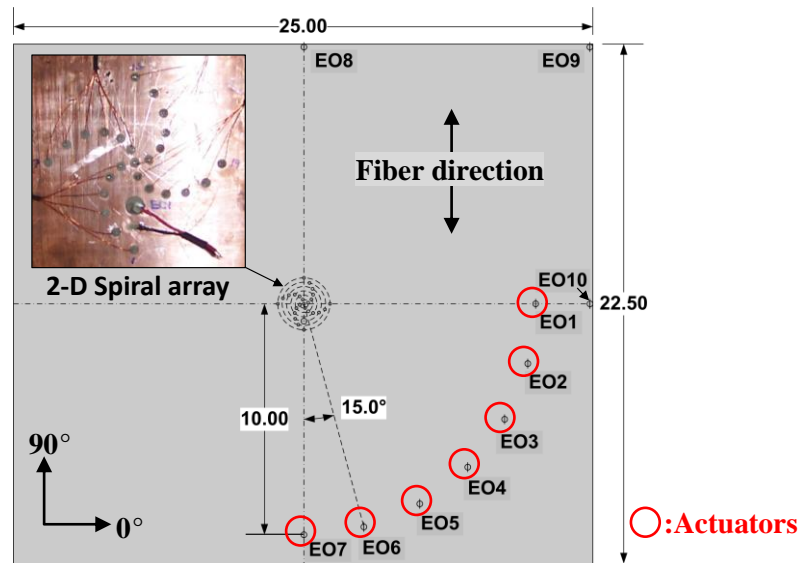 25.00
EO8
EO9
Fiber direction
2-D Spiral array
EO10
22.50
EO1
EO2
15.0°
10.00
EO3
90°
EO4
EO5
0°
EO7
EO6
:Actuators